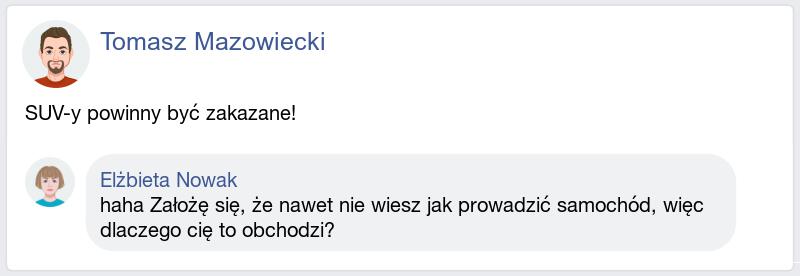 Tomasz Mazowiecki
SUV-y powinny być zakazane!
Elżbieta Nowak
haha Założę się, że nawet nie wiesz jak prowadzić samochód, więc
dlaczego cię to obchodzi?